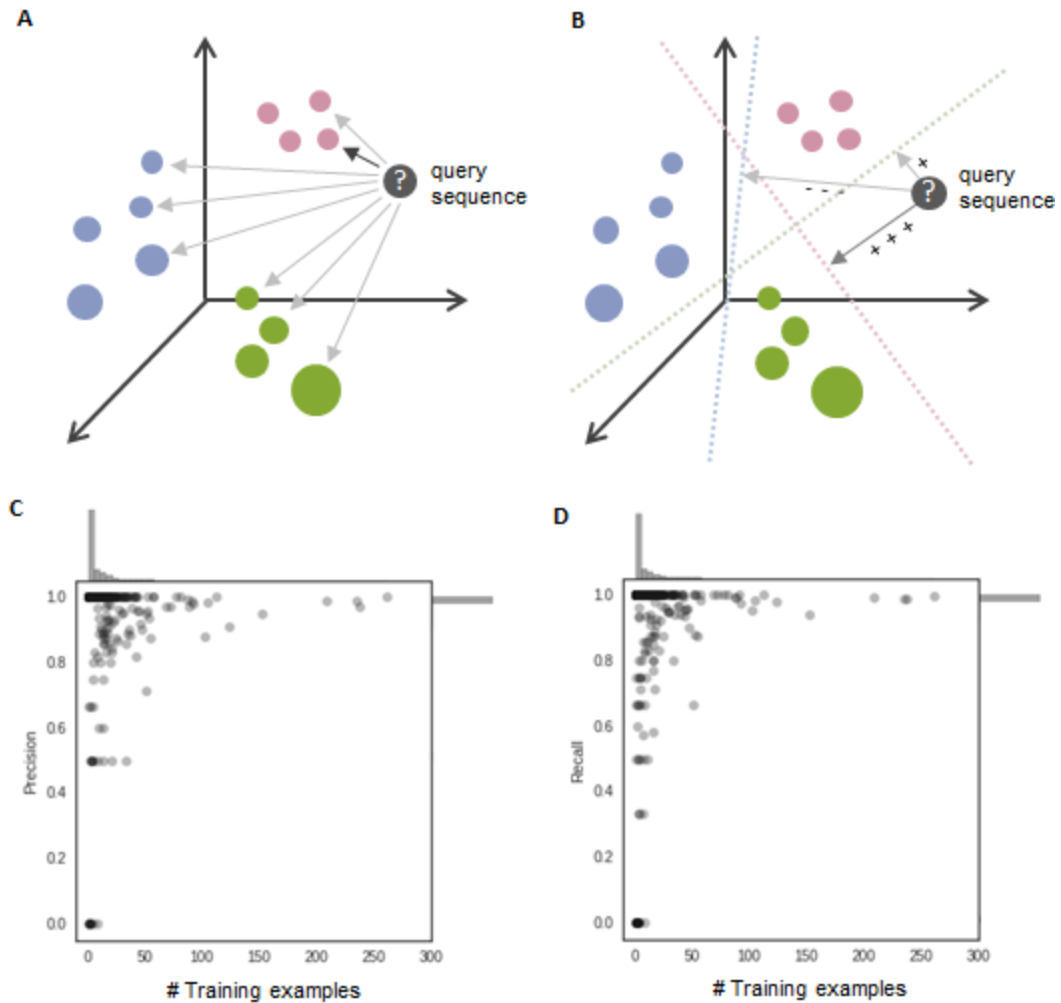 A
B
?
query
sequence
- - -
+
?
query
sequence
+ + +
C
D
1.0
0.8
0.6
0.4
0.2
0.0
Precision
0 50 100 150 200 250 300
# Training examples
1.0
0.8
0.6
0.4
0.2
0.0
Recall
0 50 100 150 200 250 300
# Training examples